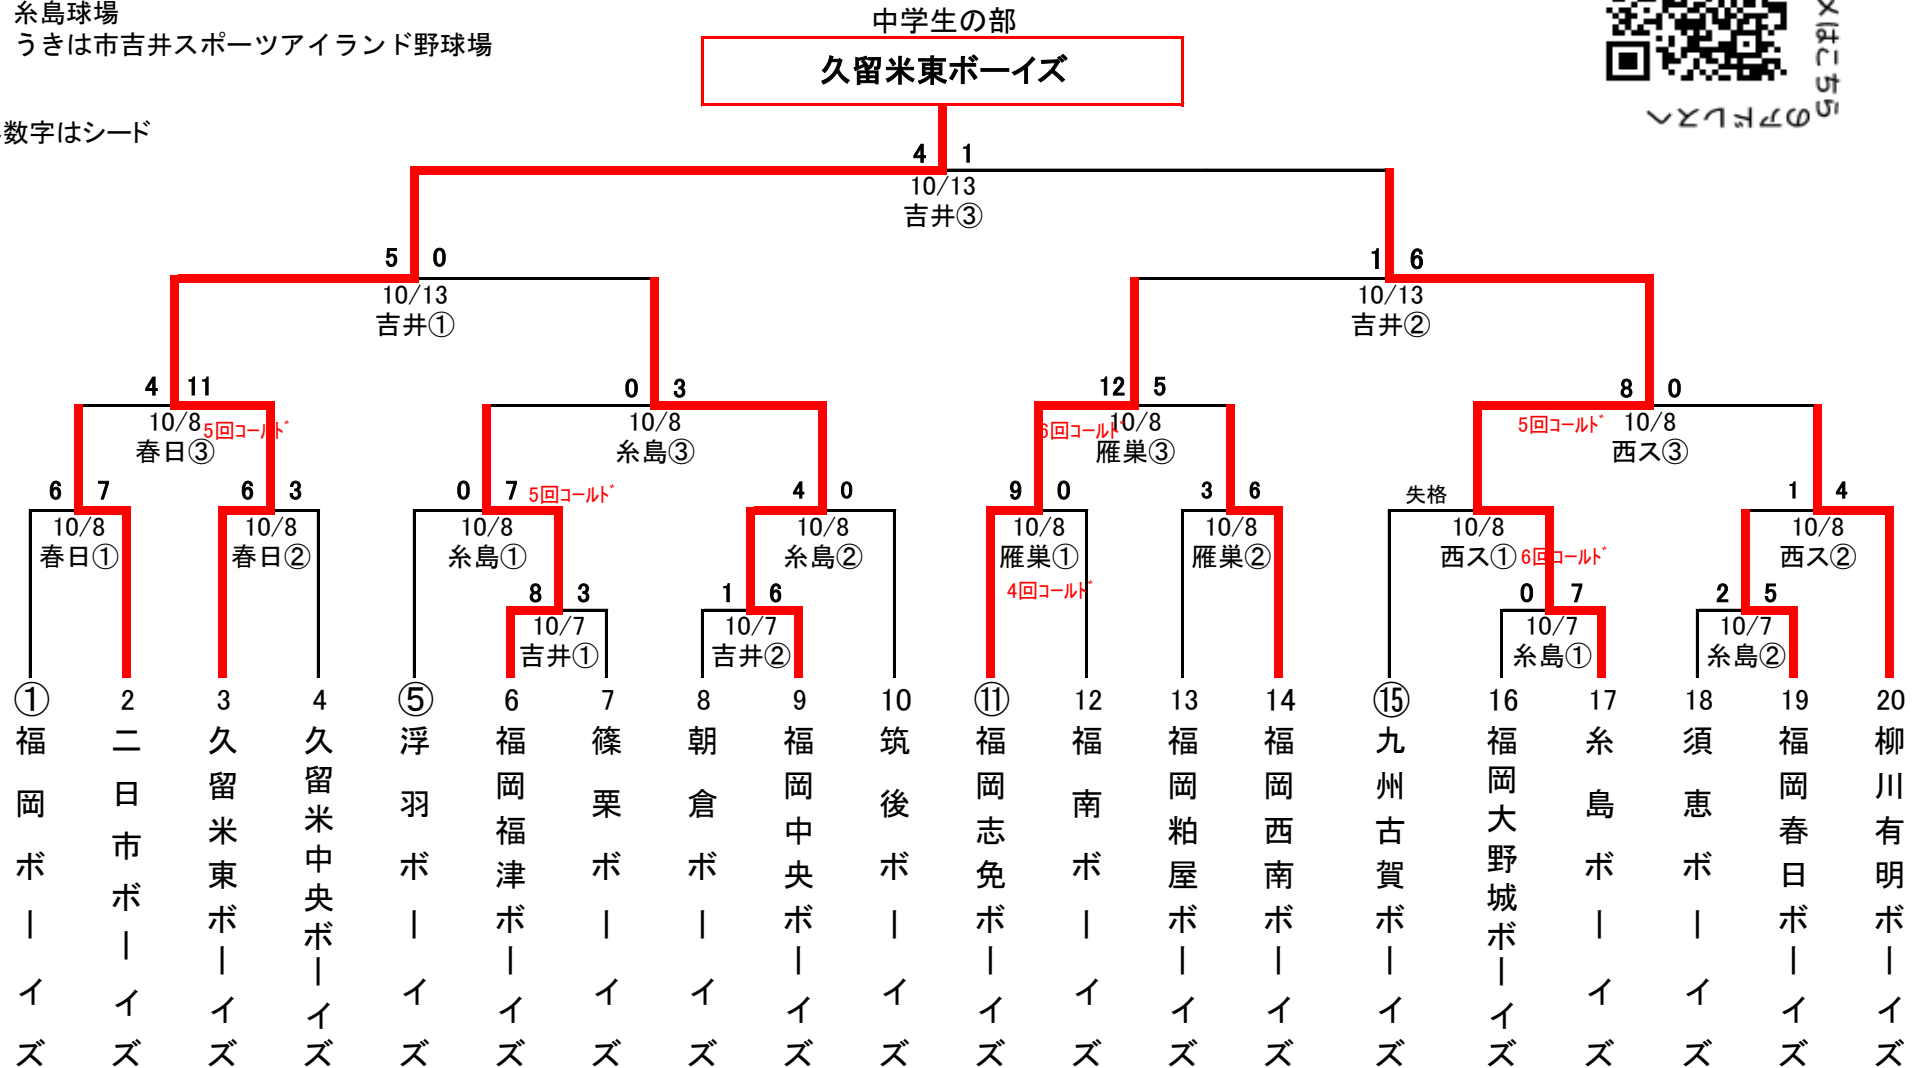 糸島球場
うきは市吉井スポーツアイランド野球場
数字はシード
中学生の部
久留米東ボーイズ
メはこちら
のアドレスへ
4 1
10/13
吉井③
5 0
10/13
吉井①
1 6
10/13
吉井②
4 11
10/8
春日③
5回コールド
0 3
10/8
糸島③
12 5
10/8
雁巣③
6回コールド
8 0
10/8
西ス③
5回コールド
6 7
10/8
春日①
6 3
10/8
春日②
0 7
10/8
糸島①
5回コールド
4 0
10/8
糸島②
9 0
10/8
雁巣①
4回コールド
3 6
10/8
雁巣②
失格
10/8
西ス①
1 4
10/8
西ス②
8 3
10/7
吉井①
1 6
10/7
吉井②
0 7
10/7
糸島①
6回コールド
2 5
10/7
糸島②
① 福岡ボーイズ
2 二日市ボーイズ
3 久留米東ボーイズ
4 久留米中央ボーイズ
⑤ 浮羽ボーイズ
6 福岡福津ボーイズ
7 篠栗ボーイズ
8 朝倉ボーイズ
9 福岡中央ボーイズ
10 筑後ボーイズ
⑪ 福岡志免ボーイズ
12 福南ボーイズ
13 福岡粕屋ボーイズ
14 福岡西南ボーイズ
⑮ 九州古賀ボーイズ
16 福岡大野城ボーイズ
17 糸島ボーイズ
18 須恵ボーイズ
19 福岡春日ボーイズ
20 柳川有明ボーイズ